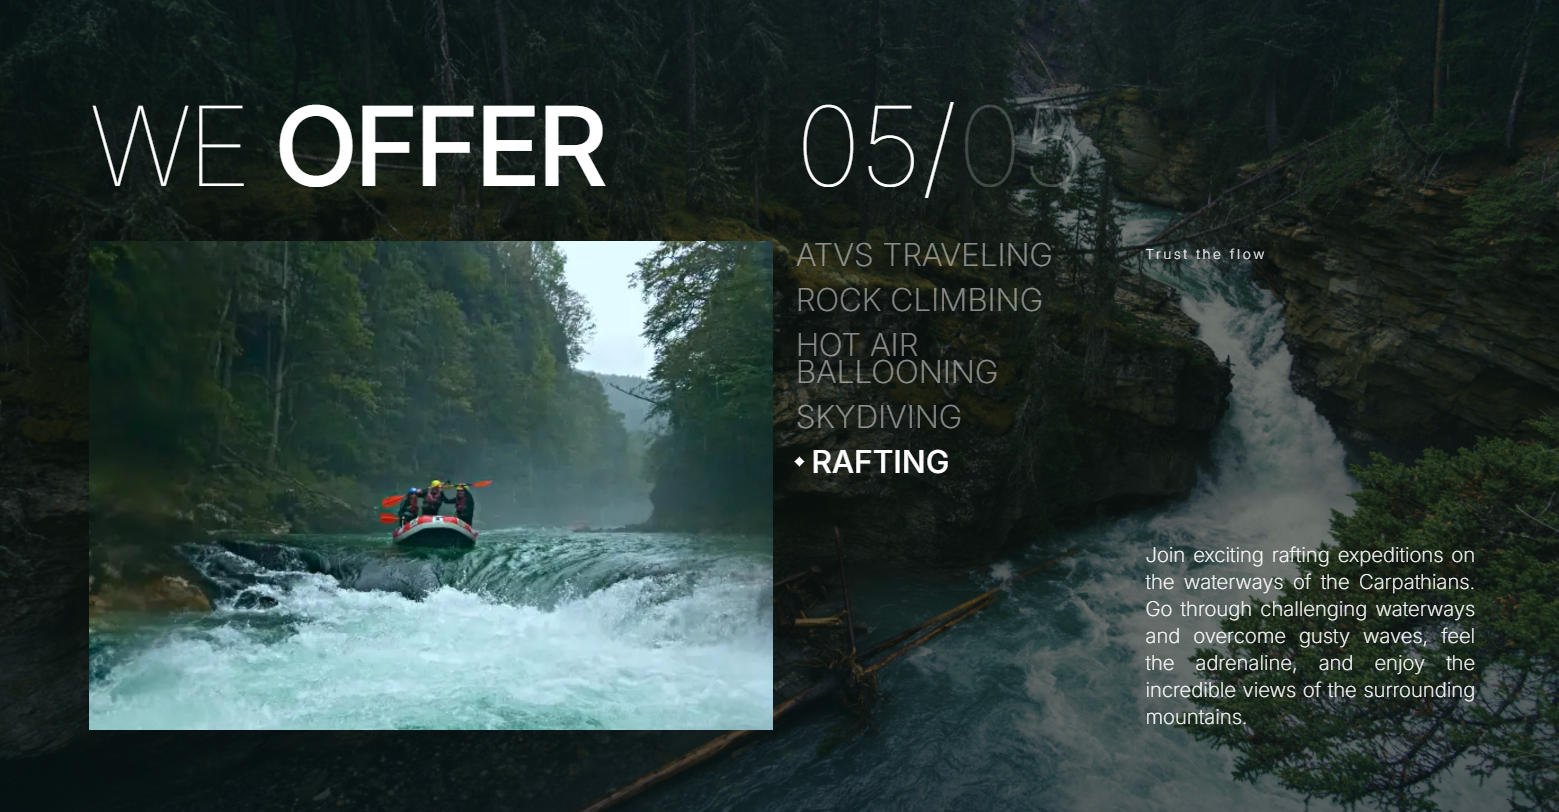 WE OFFER
05/05
ATVS TRAVELING
ROCK CLIMBING
HOT AIR
BALLOONING
SKYDIVING
RAFTING
Trust the flow
Join exciting rafting expeditions on
the waterways of the Carpathians.
Go through challenging waterways
and overcome gusty waves, feel
the adrenaline, and enjoy the
incredible views of the surrounding
mountains.